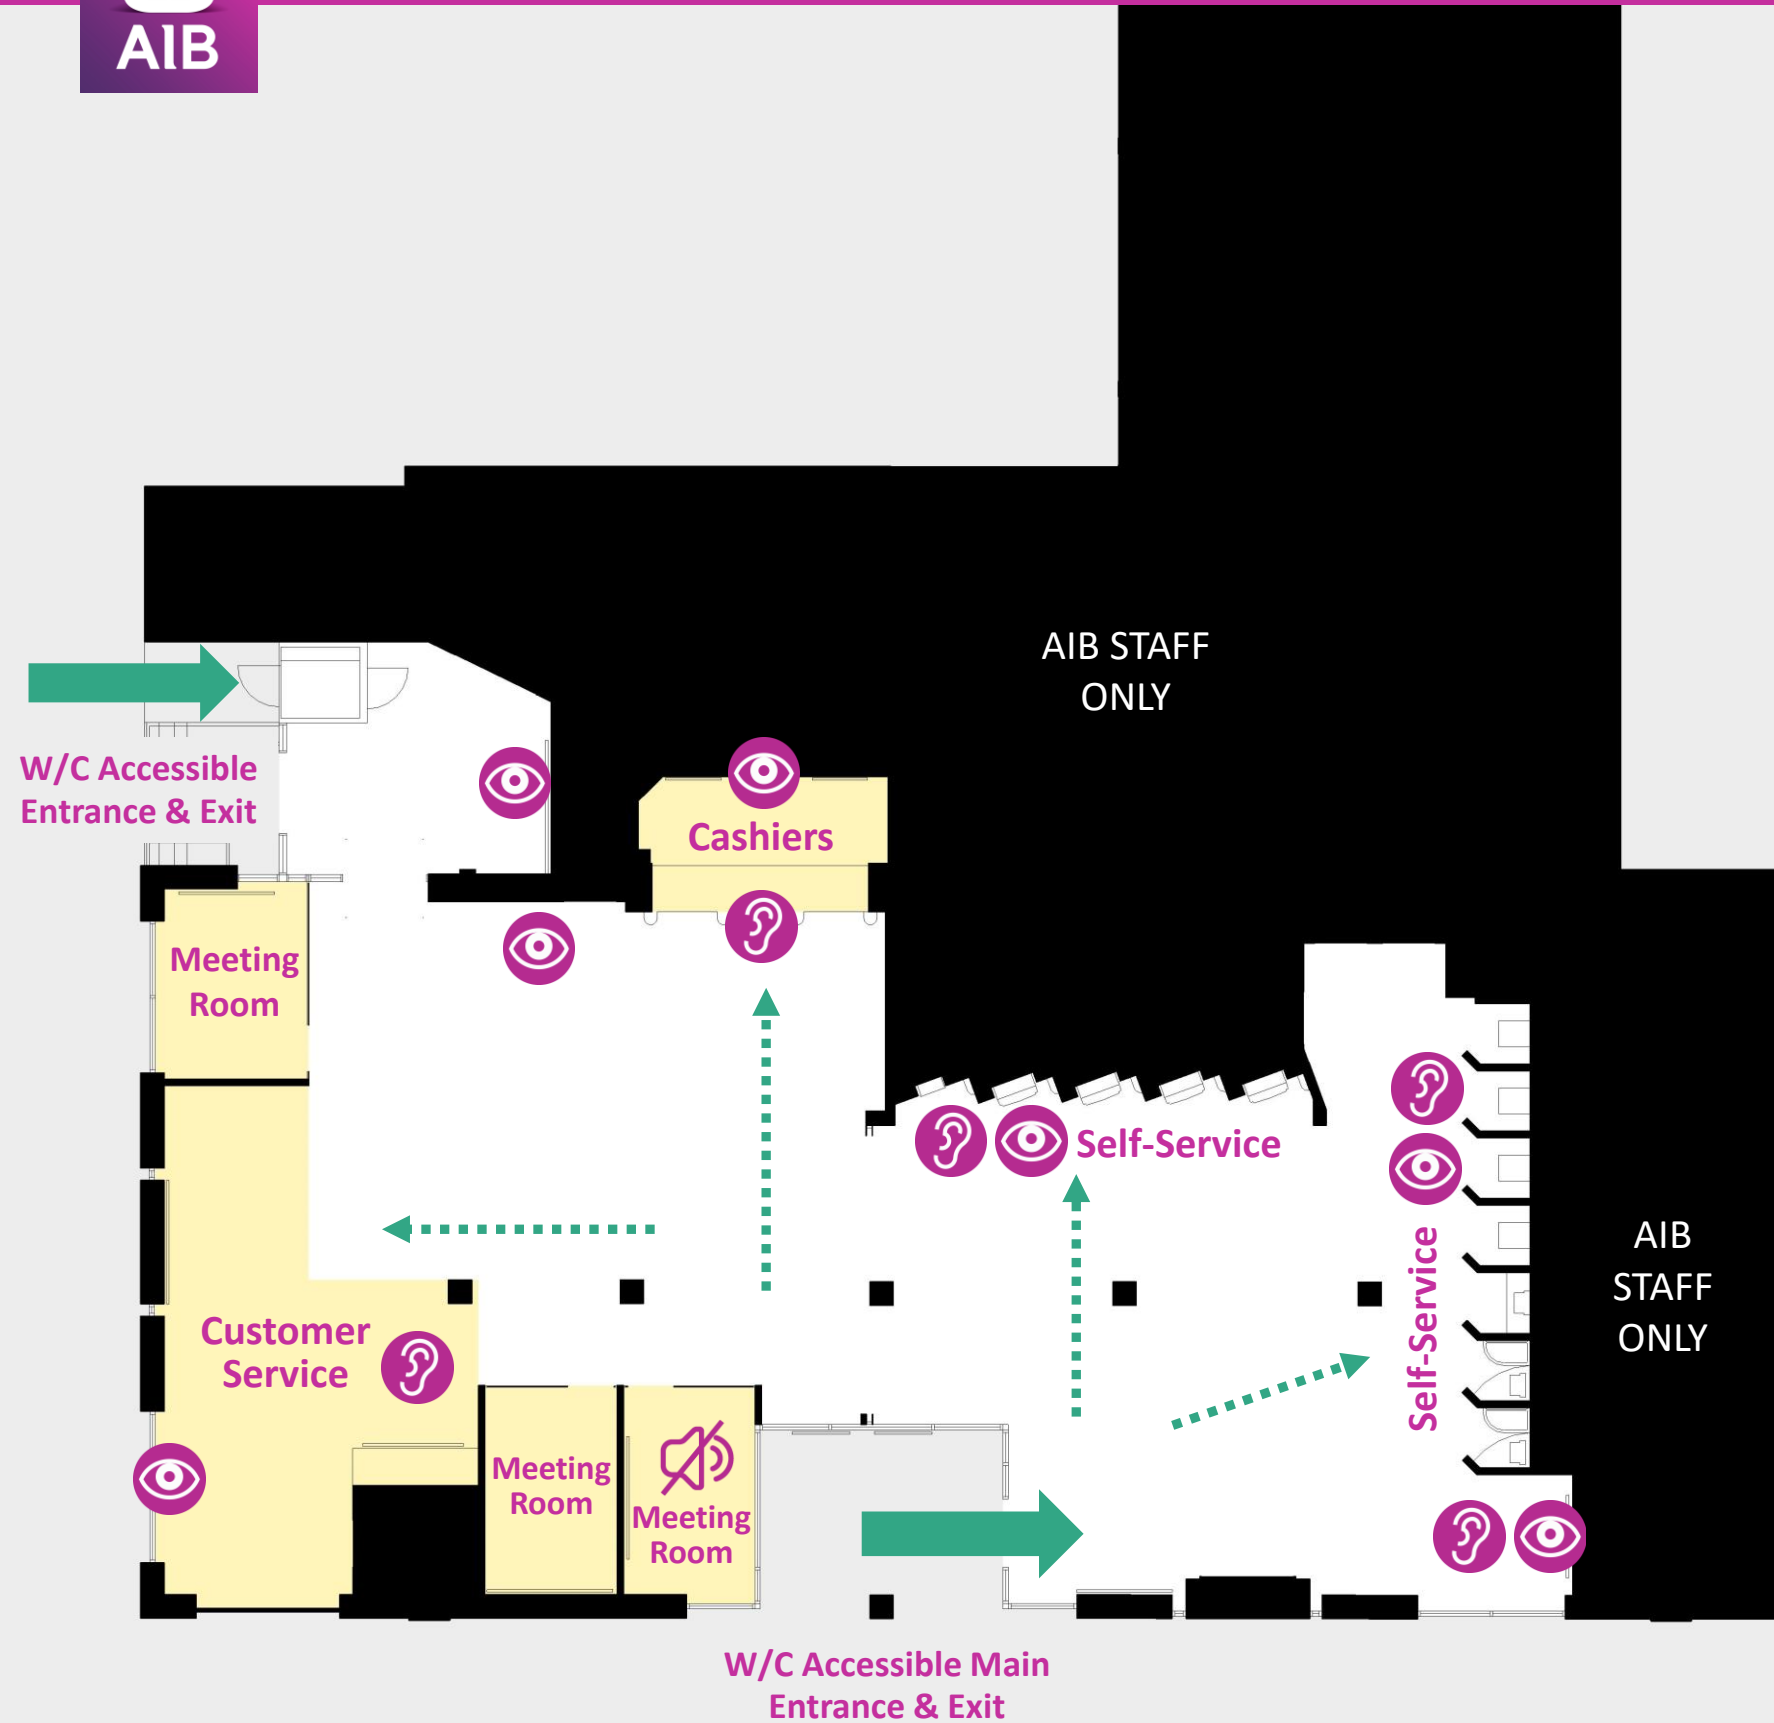 AIB
AIB STAFF
ONLY
W/C Accessible
Entrance & Exit
Cashiers
Meeting
Room
Self-Service
Self-Service
AIB
STAFF
ONLY
Customer
Service
Meeting
Room
Meeting
Room
W/C Accessible Main
Entrance & Exit